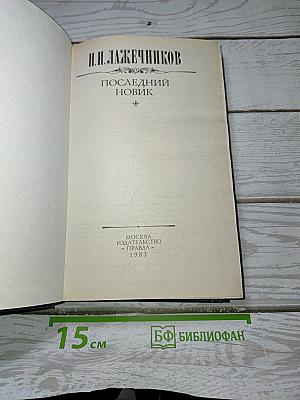 И.И.ЛАЖЕЧНИКОВ
ПОСЛЕДНИЙ
НОВИК
МОСКВА
ИЗДАТЕЛЬСТВО
«ПРАВДА»
1983
15 см
БФ БИБЛИОФАН